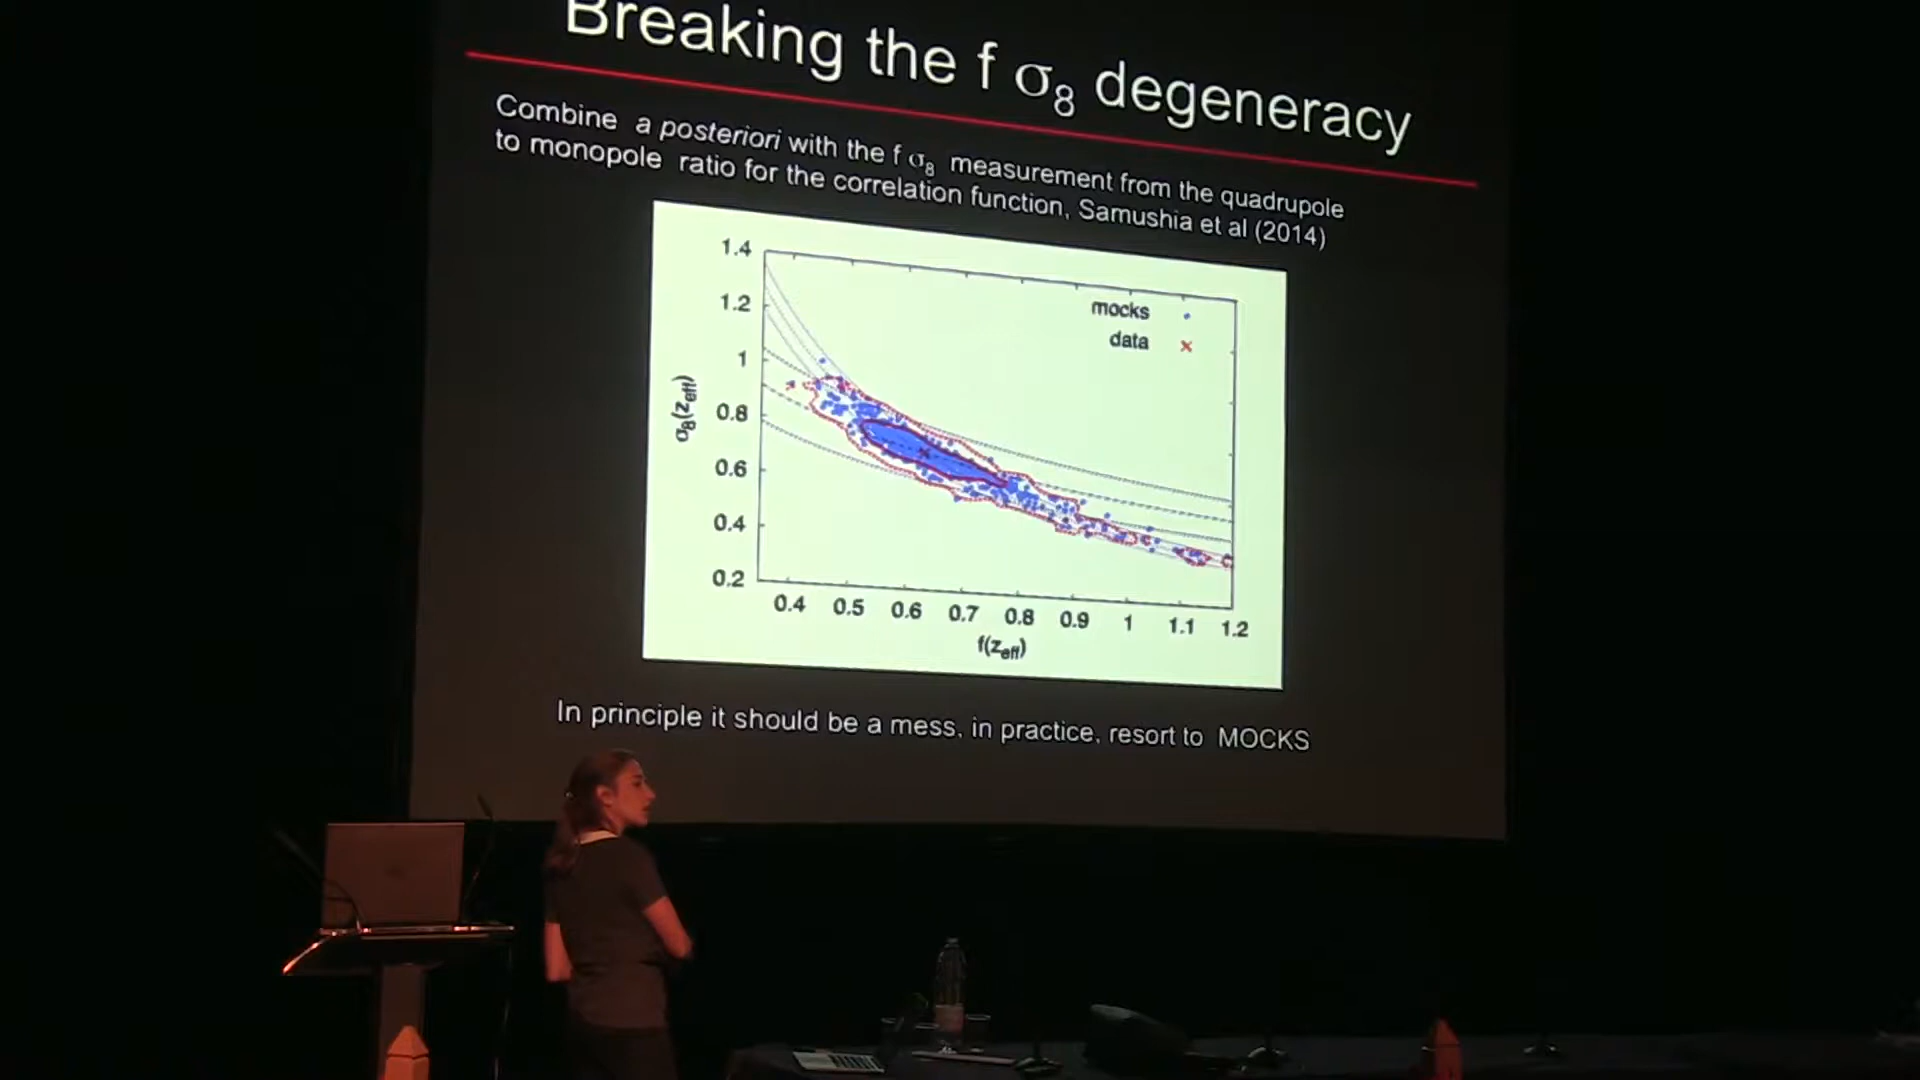 Breaking the f σ8 degeneracy
Combine a posteriori with the f σ8 measurement from the quadrupole
to monopole ratio for the correlation function, Samushia et al (2014)
1.4
1.2
1
0.8
0.6
0.4
0.2
σ8(zeff)
mocks
data
0.4 0.5 0.6 0.7 0.8 0.9 1 1.1 1.2
f(zeff)
In principle it should be a mess, in practice, resort to MOCKS